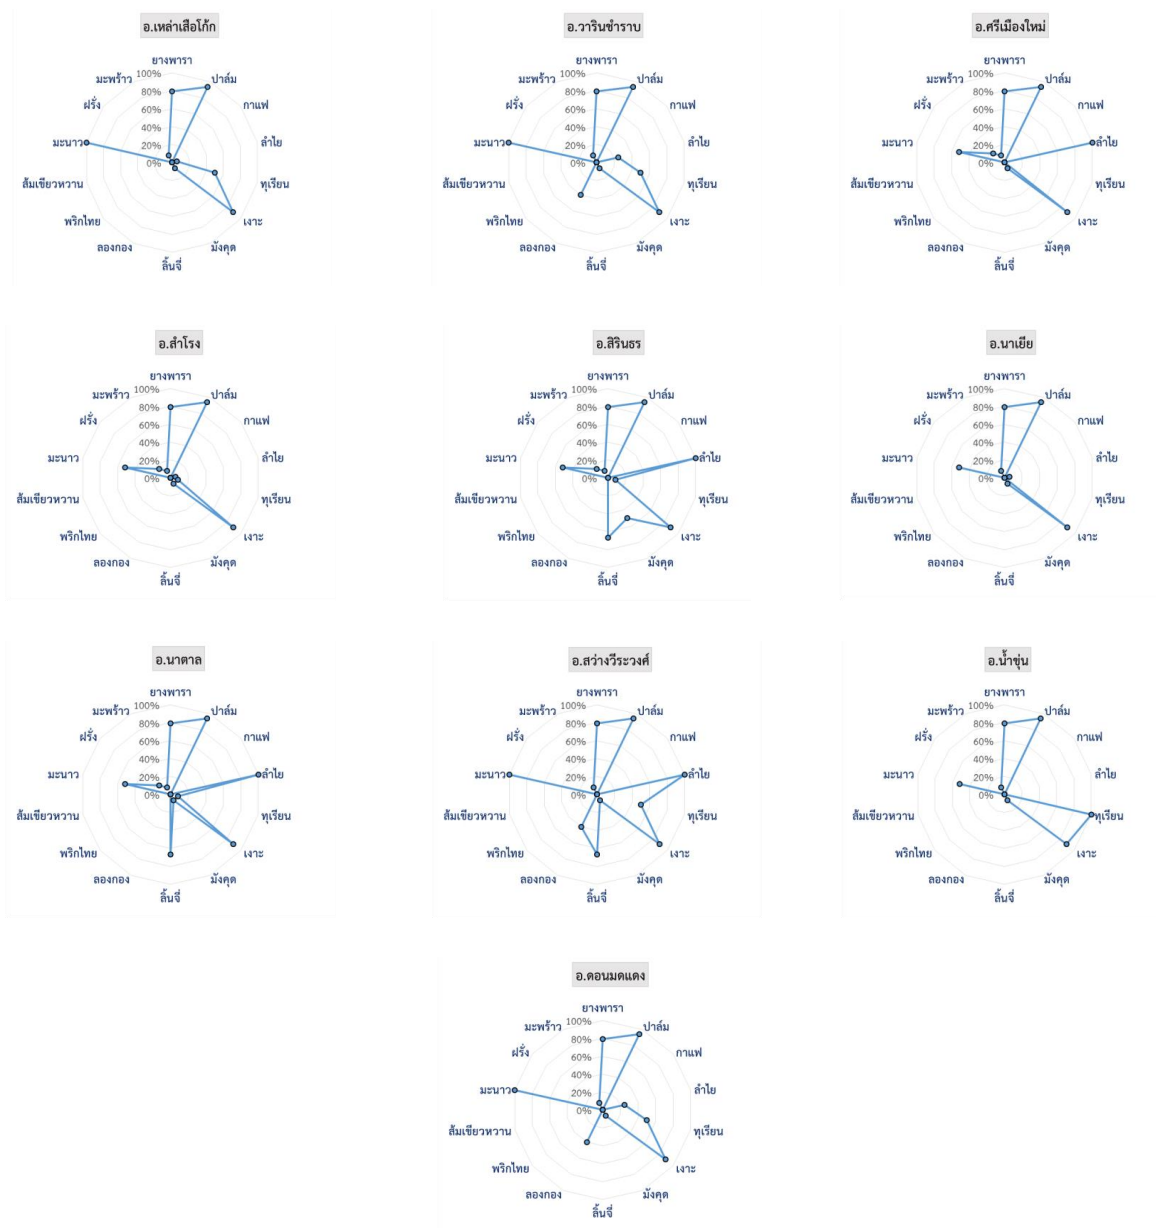 อ.เหล่าเสือโก้ก
ยางพารา
100%
80%
60%
40%
20%
0%
ปาล์ม
กาแฟ
ลำไย
ทุเรียน
เงาะ
มังคุด
ลิ้นจี่
ลองกอง
พริกไทย
ส้มเขียวหวาน
มะนาว
ฝรั่ง
มะพร้าว
อ.วารินชำราบ
ยางพารา
100%
80%
60%
40%
20%
0%
ปาล์ม
กาแฟ
ลำไย
ทุเรียน
เงาะ
มังคุด
ลิ้นจี่
ลองกอง
พริกไทย
ส้มเขียวหวาน
มะนาว
ฝรั่ง
มะพร้าว
อ.ศรีเมืองใหม่
ยางพารา
100%
80%
60%
40%
20%
0%
ปาล์ม
กาแฟ
ลำไย
ทุเรียน
เงาะ
มังคุด
ลิ้นจี่
ลองกอง
พริกไทย
ส้มเขียวหวาน
มะนาว
ฝรั่ง
มะพร้าว
อ.สำโรง
ยางพารา
100%
80%
60%
40%
20%
0%
ปาล์ม
กาแฟ
ลำไย
ทุเรียน
เงาะ
มังคุด
ลิ้นจี่
ลองกอง
พริกไทย
ส้มเขียวหวาน
มะนาว
ฝรั่ง
มะพร้าว
อ.สิรินธร
ยางพารา
100%
80%
60%
40%
20%
0%
ปาล์ม
กาแฟ
ลำไย
ทุเรียน
เงาะ
มังคุด
ลิ้นจี่
ลองกอง
พริกไทย
ส้มเขียวหวาน
มะนาว
ฝรั่ง
มะพร้าว
อ.นาเยีย
ยางพารา
100%
80%
60%
40%
20%
0%
ปาล์ม
กาแฟ
ลำไย
ทุเรียน
เงาะ
มังคุด
ลิ้นจี่
ลองกอง
พริกไทย
ส้มเขียวหวาน
มะนาว
ฝรั่ง
มะพร้าว
อ.นาตาล
ยางพารา
100%
80%
60%
40%
20%
0%
ปาล์ม
กาแฟ
ลำไย
ทุเรียน
เงาะ
มังคุด
ลิ้นจี่
ลองกอง
พริกไทย
ส้มเขียวหวาน
มะนาว
ฝรั่ง
มะพร้าว
อ.สว่างวีระวงศ์
ยางพารา
100%
80%
60%
40%
20%
0%
ปาล์ม
กาแฟ
ลำไย
ทุเรียน
เงาะ
มังคุด
ลิ้นจี่
ลองกอง
พริกไทย
ส้มเขียวหวาน
มะนาว
ฝรั่ง
มะพร้าว
อ.น้ำขุ่น
ยางพารา
100%
80%
60%
40%
20%
0%
ปาล์ม
กาแฟ
ลำไย
ทุเรียน
เงาะ
มังคุด
ลิ้นจี่
ลองกอง
พริกไทย
ส้มเขียวหวาน
มะนาว
ฝรั่ง
มะพร้าว
อ.ดอนมดแดง
ยางพารา
100%
80%
60%
40%
20%
0%
ปาล์ม
กาแฟ
ลำไย
ทุเรียน
เงาะ
มังคุด
ลิ้นจี่
ลองกอง
พริกไทย
ส้มเขียวหวาน
มะนาว
ฝรั่ง
มะพร้าว